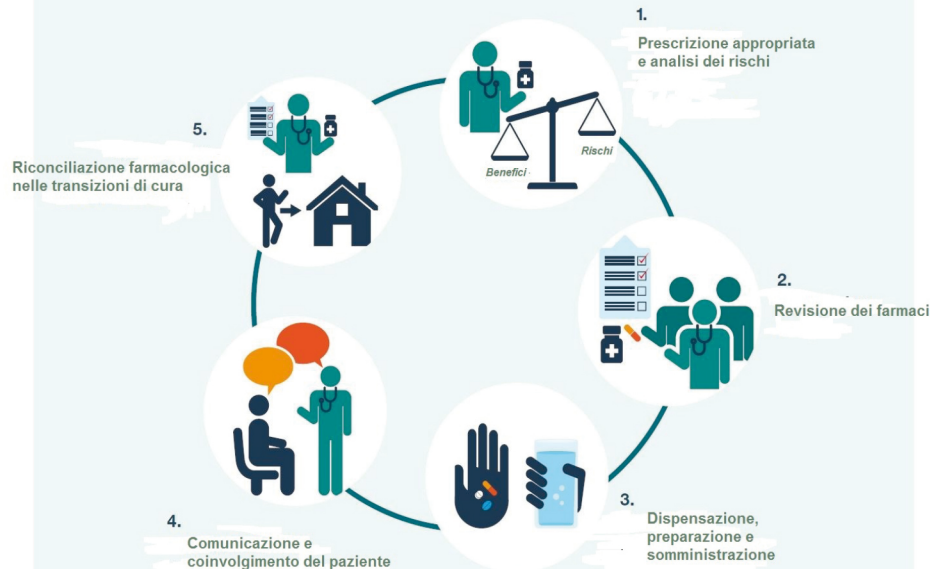 1.
Prescrizione appropriata
e analisi dei rischi
Rischi
Benefici
2.
Revisione dei farmaci
3.
Dispensazione,
preparazione e
somministrazione
4.
Comunicazione e
coinvolgimento del paziente
5.
Riconciliazione farmacologica
nelle transizioni di cura